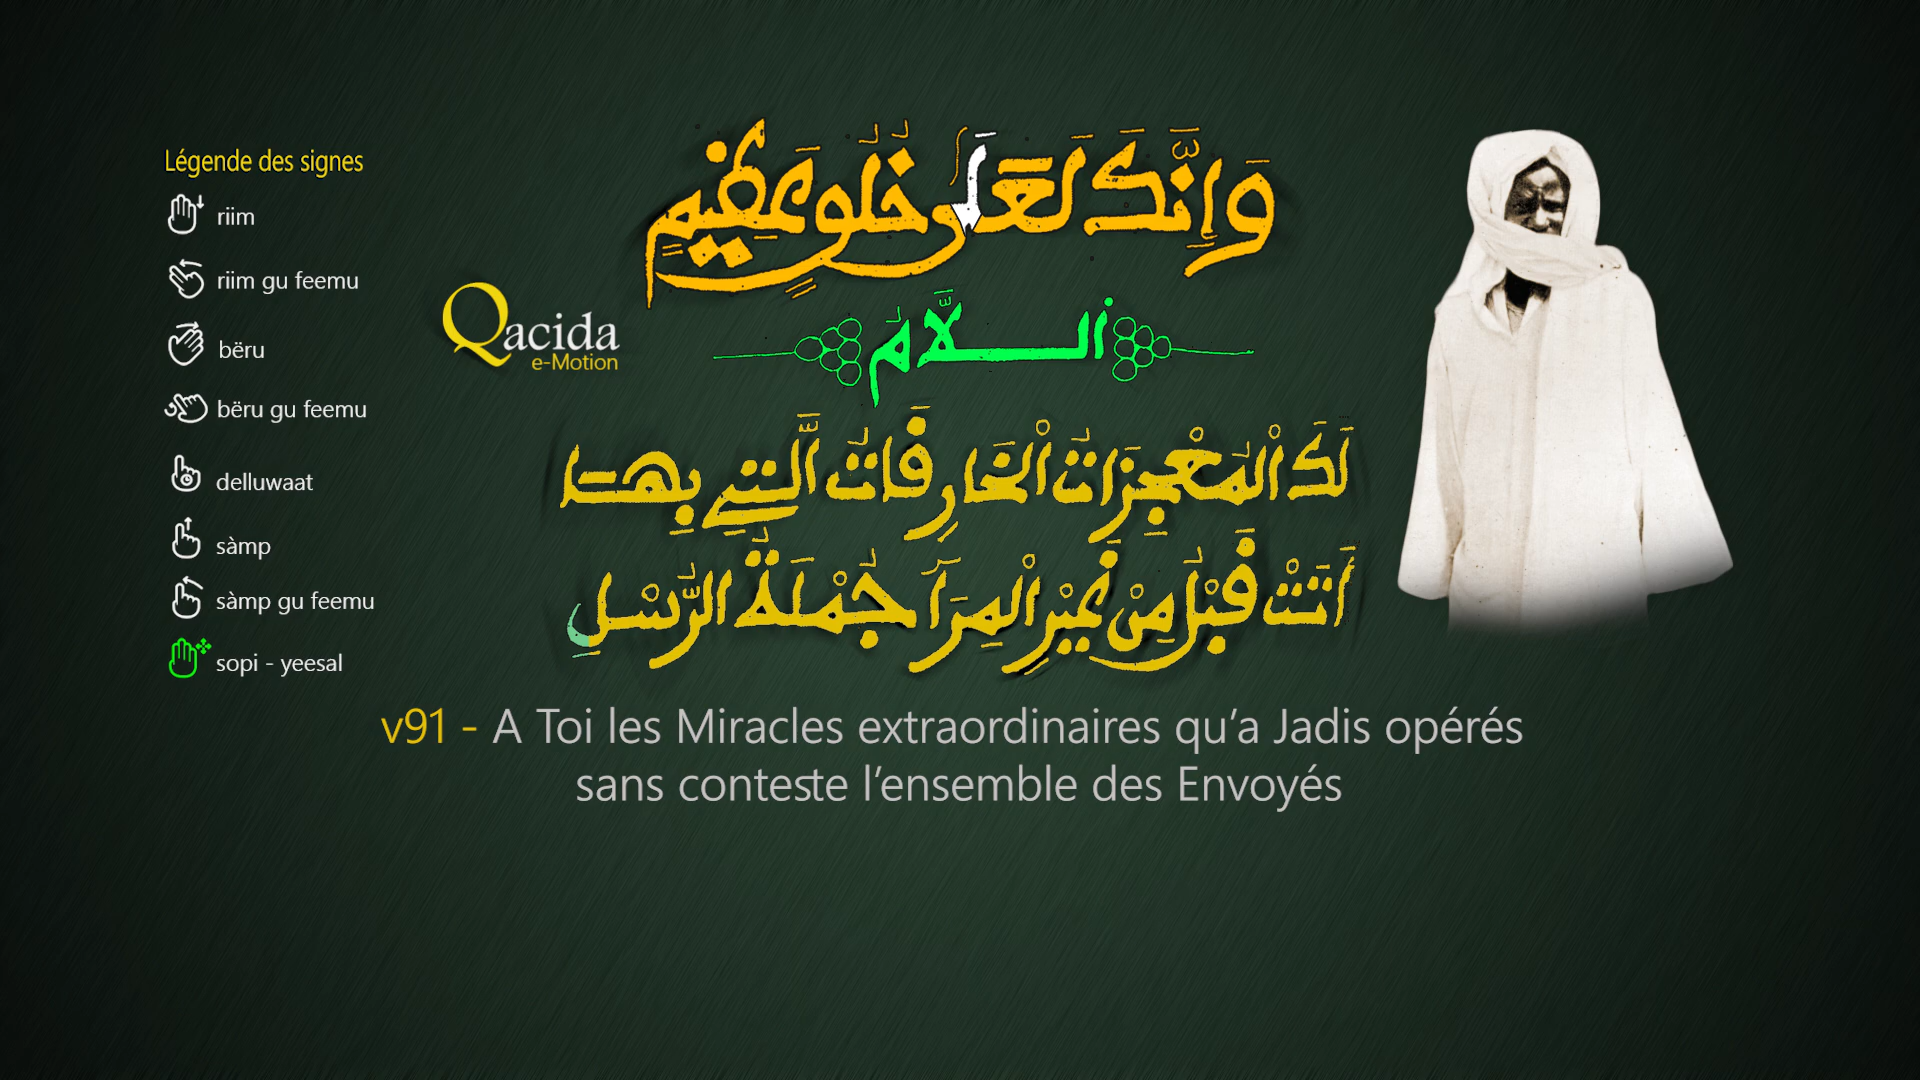 Légende des signes
riim
riim gu feemu
bëru
bëru gu feemu
delluwaat
sàmp
sàmp gu feemu
sopi - yeesal
Qacida
e-Motion
وَإِنَّكَ لَعَلَىٰ خُلُوٍ عَظِيمٍ
اللَّامُ
لَكَ الْمُعْجِزَاتُ الْخَارِقَاتُ الَّتِي بِهَا
أَتَتْ قَبْلُ مِنْ غَيْرِ الْمِرَآ جُمْلَةُ الرُّسْلِ
v91 - A Toi les Miracles extraordinaires qu’a Jadis opérés
sans conteste l’ensemble des Envoyés